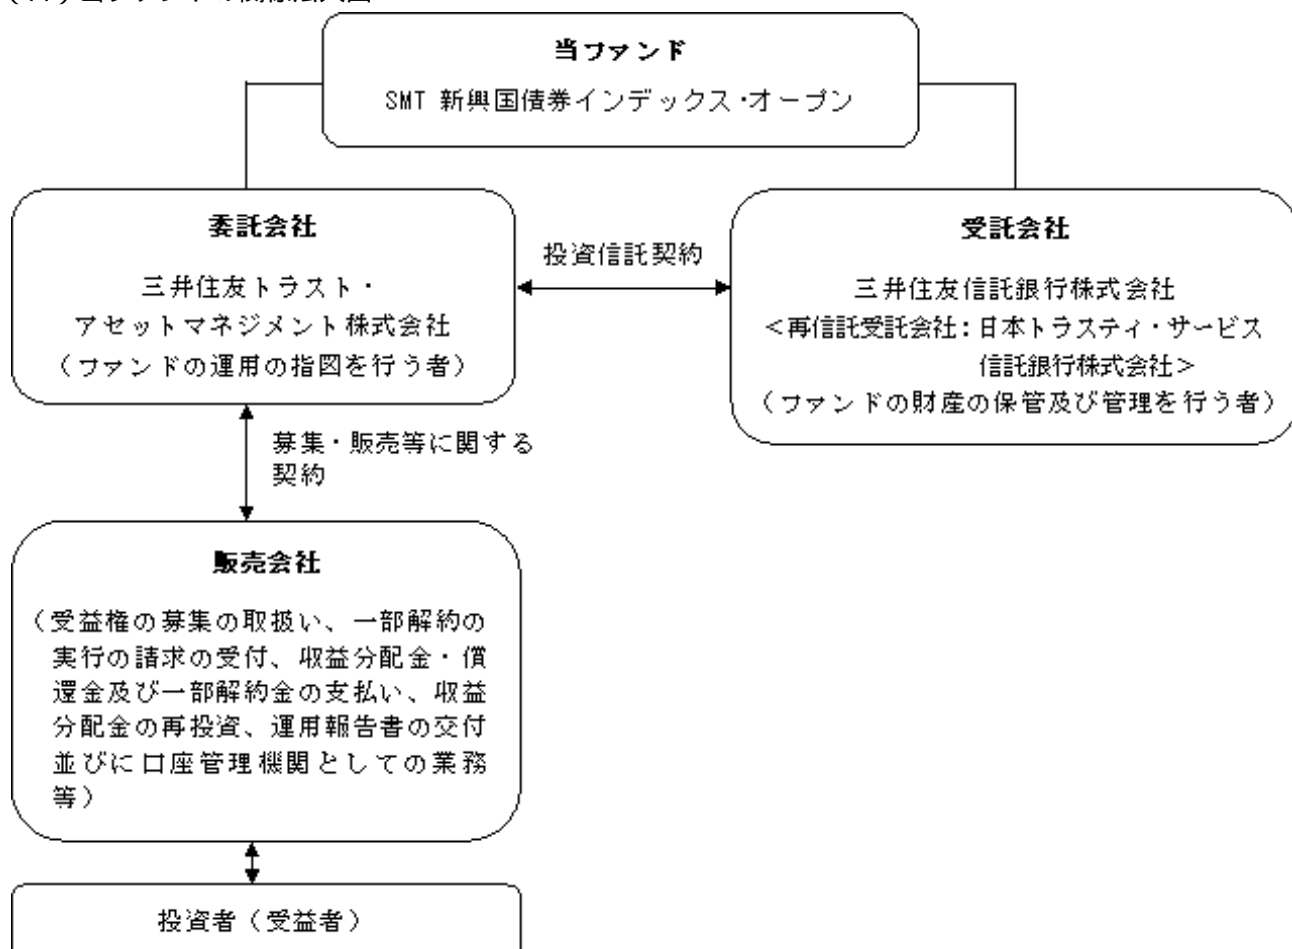 当ファンド
SMT 新興国債券インデックス・オープン
委託会社
三井住友トラスト・
アセットマネジメント株式会社
（ファンドの運用の指図を行う者）
投資信託契約
受託会社
三井住友信託銀行株式会社
＜再信託受託会社：日本トラスティ・サービス
信託銀行株式会社＞
（ファンドの財産の保管及び管理を行う者）
募集・販売等に関する
契約
販売会社
（受益権の募集の取扱い、一部解約の
実行の請求の受付、収益分配金・償
還金及び一部解約金の支払い、収益
分配金の再投資、運用報告書の交付
並びに口座管理機関としての業務
等）
投資者（受益者）